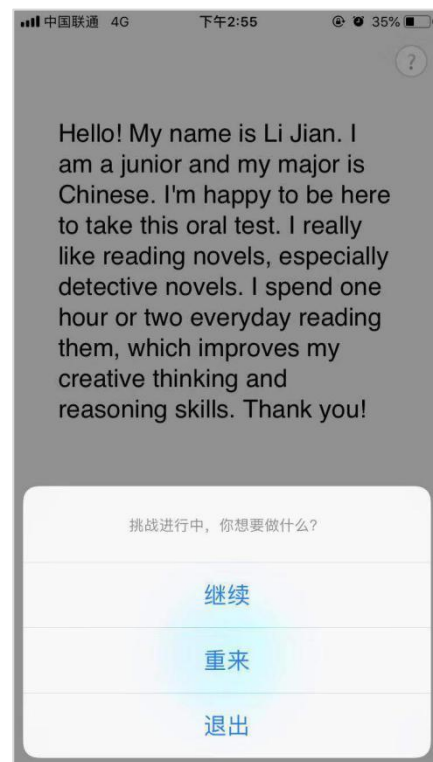 中国联通 4G 下午2:55 35%
?
Hello! My name is Li Jian. I
am a junior and my major is
Chinese. I'm happy to be here
to take this oral test. I really
like reading novels, especially
detective novels. I spend one
hour or two everyday reading
them, which improves my
creative thinking and
reasoning skills. Thank you!
挑战进行中，你想要做什么？
继续
重来
退出